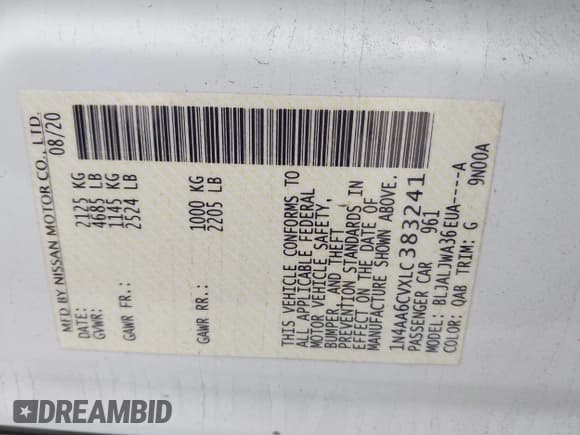 MFD BY NISSAN MOTOR CO., LTD.
DATE: 08/20
GVWR: 2125 KG
4685 LB
GAWR FR: 1145 KG
2524 LB
GAWR RR: 1000 KG
2205 LB
THIS VEHICLE CONFORMS TO
ALL APPLICABLE FEDERAL
MOTOR VEHICLE SAFETY,
BUMPER, AND THEFT
PREVENTION STANDARDS IN
EFFECT ON THE DATE OF
MANUFACTURE SHOWN ABOVE.
1N4AA6CVXLC383241
PASSENGER CAR 961
MODEL: BLJALJWA36EUA-----A
COLOR: QAB TRIM: G 9N00A
DREAMBID